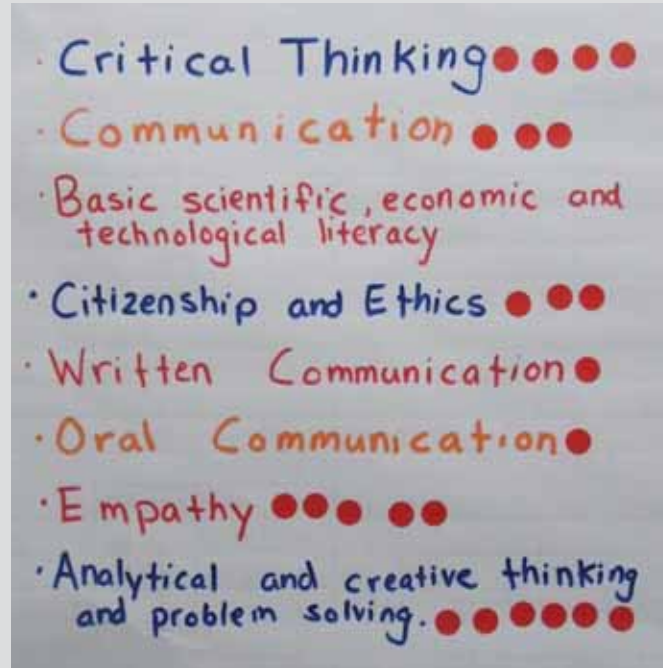 · Critical Thinking
· Communication
· Basic scientific, economic and
technological literacy
· Citizenship and Ethics
· Written Communication
· Oral Communication
· Empathy
· Analytical and creative thinking
and problem solving.